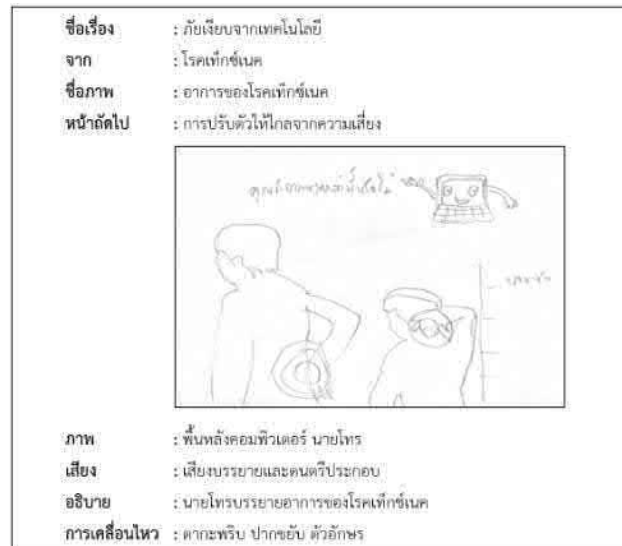 ชื่อเรื่อง : ภัยเงียบจากเทคโนโลยี
จาก : โรคเท็กซ์เนค
ชื่อภาพ : อาการของโรคเท็กซ์เนค
หน้าถัดไป : การปรับตัวให้ไกลจากความเสี่ยง
ภาพ : พื้นหลังคอมพิวเตอร์ นายโทร
เสียง : เสียงบรรยายและดนตรีประกอบ
อธิบาย : นายโทรบรรยายอาการของโรคเท็กซ์เนค
การเคลื่อนไหว : ตากะพริบ ปากขยับ ตัวอักษร